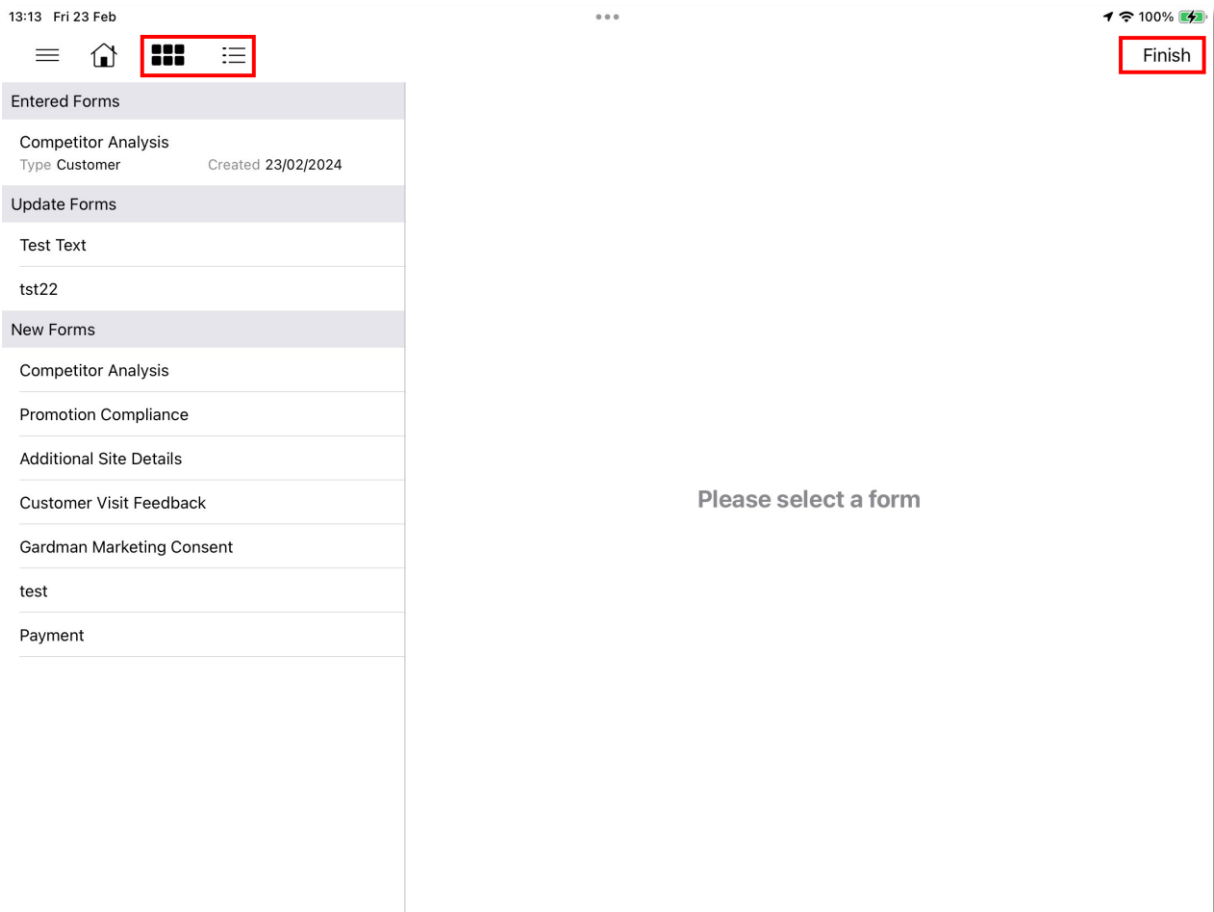 13:13 Fri 23 Feb
100%
Finish
Entered Forms
Competitor Analysis
Type Customer Created 23/02/2024
Update Forms
Test Text
tst22
New Forms
Competitor Analysis
Promotion Compliance
Additional Site Details
Customer Visit Feedback
Gardman Marketing Consent
test
Payment
Please select a form